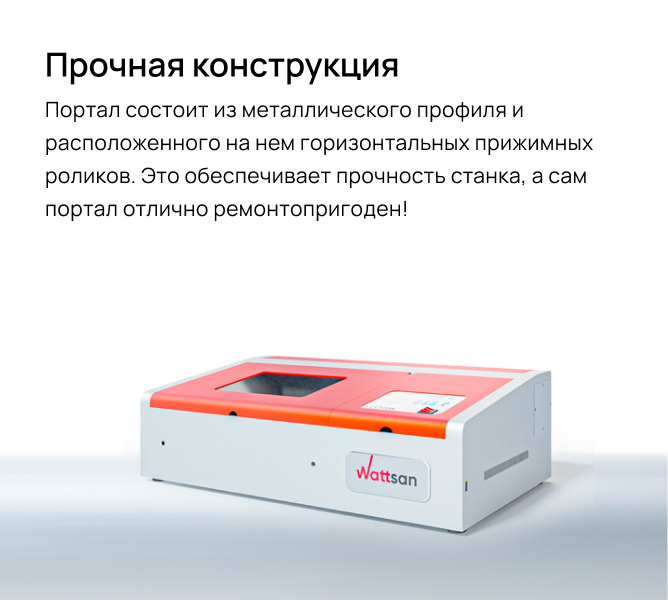 Прочная конструкция
Портал состоит из металлического профиля и
расположенного на нем горизонтальных прижимных
роликов. Это обеспечивает прочность станка, а сам
портал отлично ремонтопригоден!
Wattsan